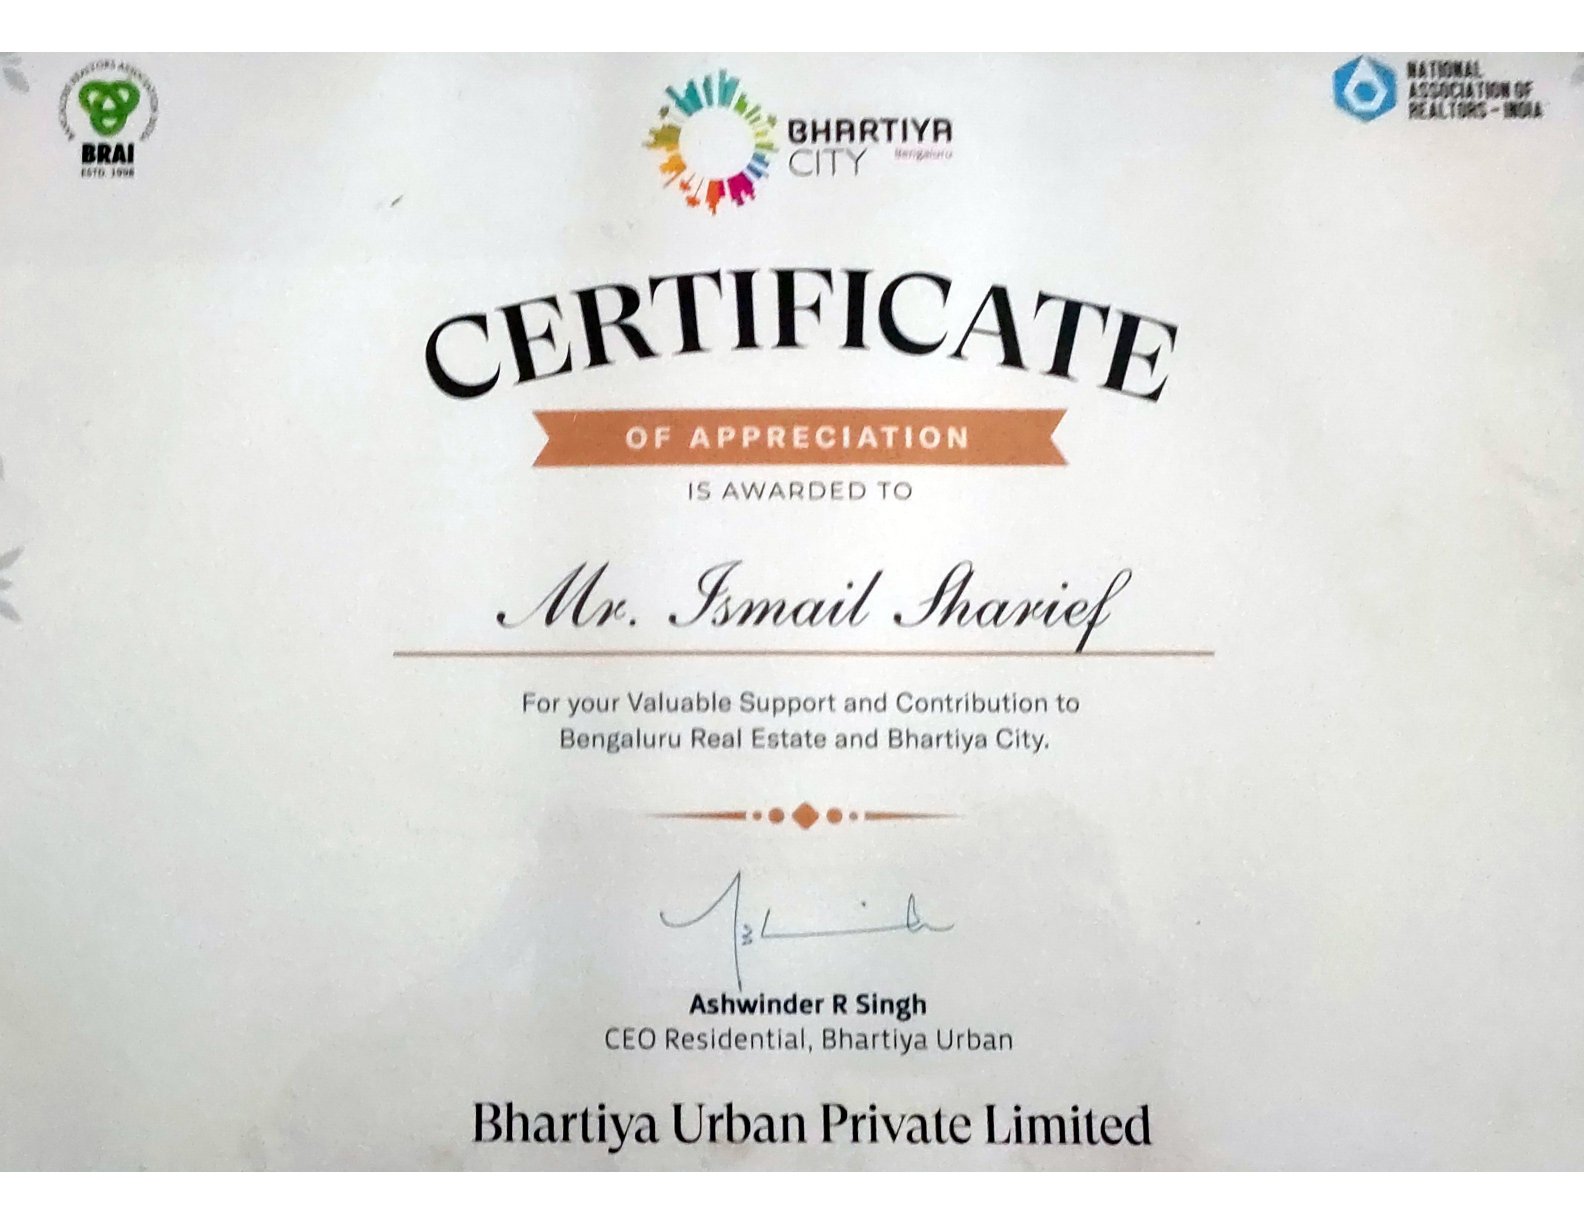 BANGALORE REALTORS ASSOCIATION INDIA
BRAI
ESTD. 1998
BHARTIYA
CITY Bengaluru
NATIONAL
ASSOCIATION OF
REALTORS - INDIA
CERTIFICATE
OF APPRECIATION
IS AWARDED TO
Mr. Ismail Sharief
For your Valuable Support and Contribution to
Bengaluru Real Estate and Bhartiya City.
Ashwinder R Singh
CEO Residential, Bhartiya Urban
Bhartiya Urban Private Limited